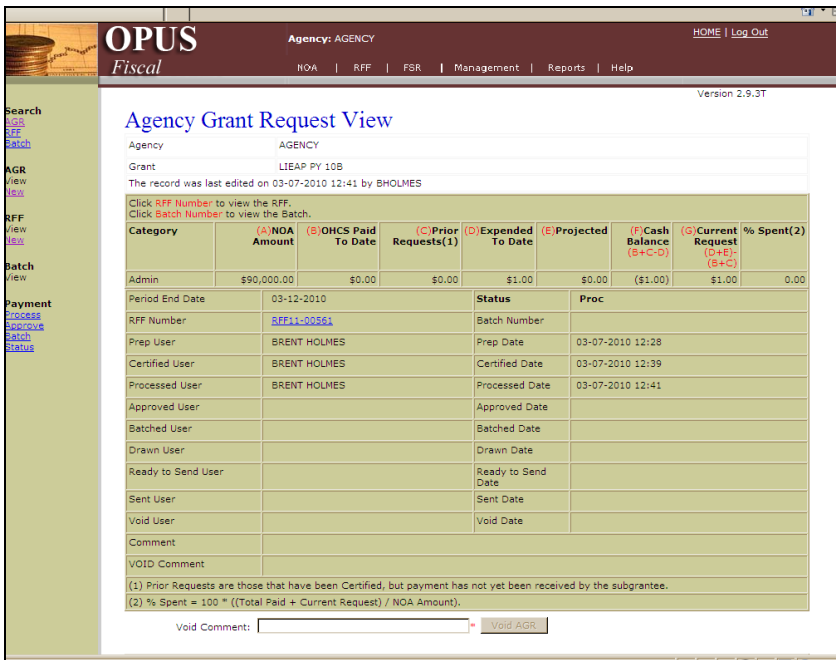 OPUS
Fiscal
Agency: AGENCY
HOME | Log Out
NOA | RFF | FSR | Management | Reports | Help
Version 2.9.3T
Search
AGR
RFF
Batch
AGR
View
New
RFF
View
New
Batch
View
Payment
Process
Approve
Batch
Status
Agency Grant Request View
Agency AGENCY
Grant LIEAP PY 10B
The record was last edited on 03-07-2010 12:41 by BHOLMES
Click RFF Number to view the RFF.
Click Batch Number to view the Batch.
Category (A)NOA Amount (B)OHCS Paid To Date (C)Prior Requests(1) (D)Expended To Date (E)Projected (F)Cash Balance (B+C-D) (G)Current Request (D+E)-(B+C) % Spent(2)
Admin $90,000.00 $0.00 $0.00 $1.00 $0.00 ($1.00) $1.00 0.00
Period End Date 03-12-2010 Status Proc
RFF Number RFF11-00561 Batch Number
Prep User BRENT HOLMES Prep Date 03-07-2010 12:28
Certified User BRENT HOLMES Certified Date 03-07-2010 12:39
Processed User BRENT HOLMES Processed Date 03-07-2010 12:41
Approved User Approved Date
Batched User Batched Date
Drawn User Drawn Date
Ready to Send User Ready to Send Date
Sent User Sent Date
Void User Void Date
Comment
VOID Comment
(1) Prior Requests are those that have been Certified, but payment has not yet been received by the subgrantee.
(2) % Spent = 100 * ((Total Paid + Current Request) / NOA Amount).
Void Comment: * Void AGR